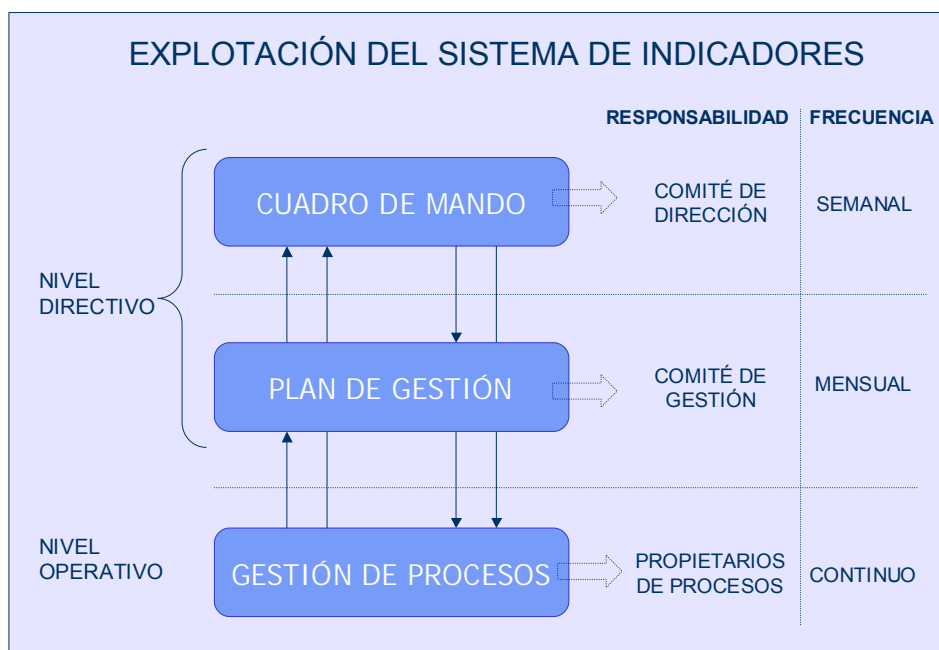 EXPLOTACIÓN DEL SISTEMA DE INDICADORES
RESPONSABILIDAD
FRECUENCIA
CUADRO DE MANDO
COMITÉ DE
DIRECCIÓN
SEMANAL
NIVEL
DIRECTIVO
PLAN DE GESTIÓN
COMITÉ DE
GESTIÓN
MENSUAL
NIVEL
OPERATIVO
GESTIÓN DE PROCESOS
PROPIETARIOS
DE PROCESOS
CONTINUO